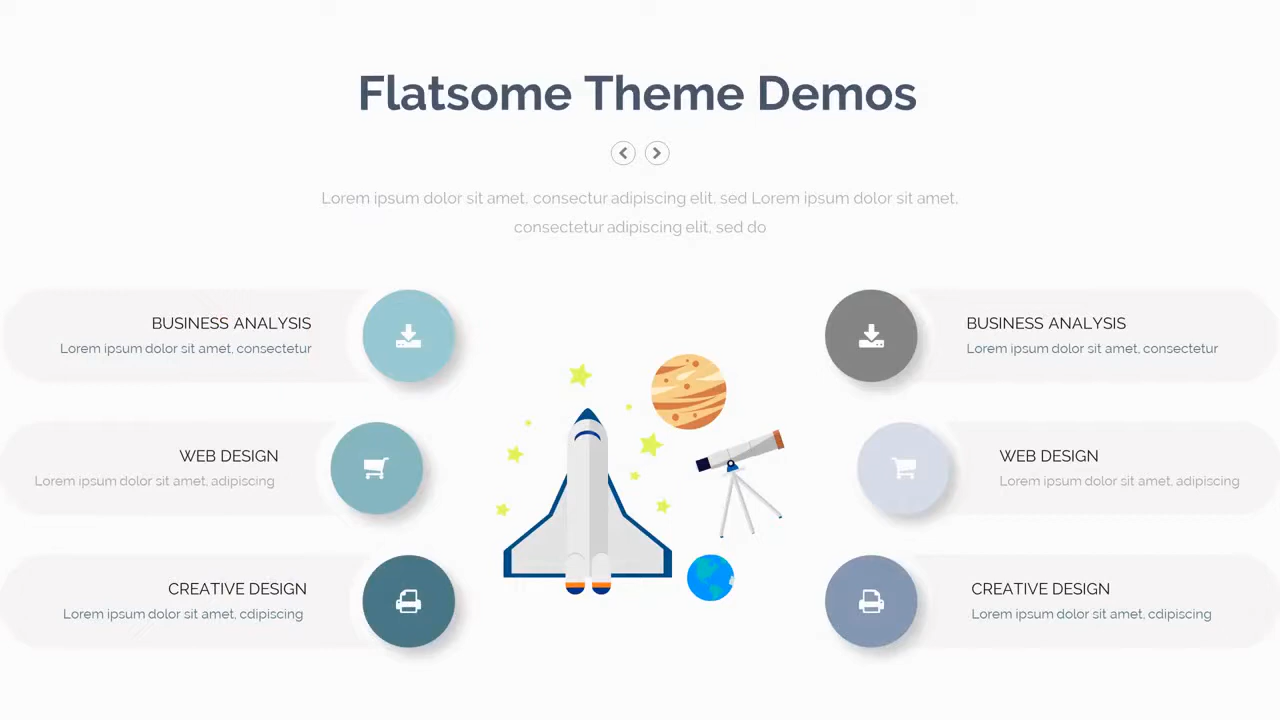 Flatsome Theme Demos
Lorem ipsum dolor sit amet, consectur adipiscing elit, sed Lorem ipsum dolor sit amet,
consectetur adipiscing elit, sed do
BUSINESS ANALYSIS
Lorem ipsum dolor sit amet, consectetur
WEB DESIGN
Lorem ipsum dolor sit amet, adipiscing
CREATIVE DESIGN
Lorem ipsum dolor sit amet, cdipiscing
BUSINESS ANALYSIS
Lorem ipsum dolor sit amet, consectetur
WEB DESIGN
Lorem ipsum dolor sit amet, adipiscing
CREATIVE DESIGN
Lorem ipsum dolor sit amet, cdipiscing